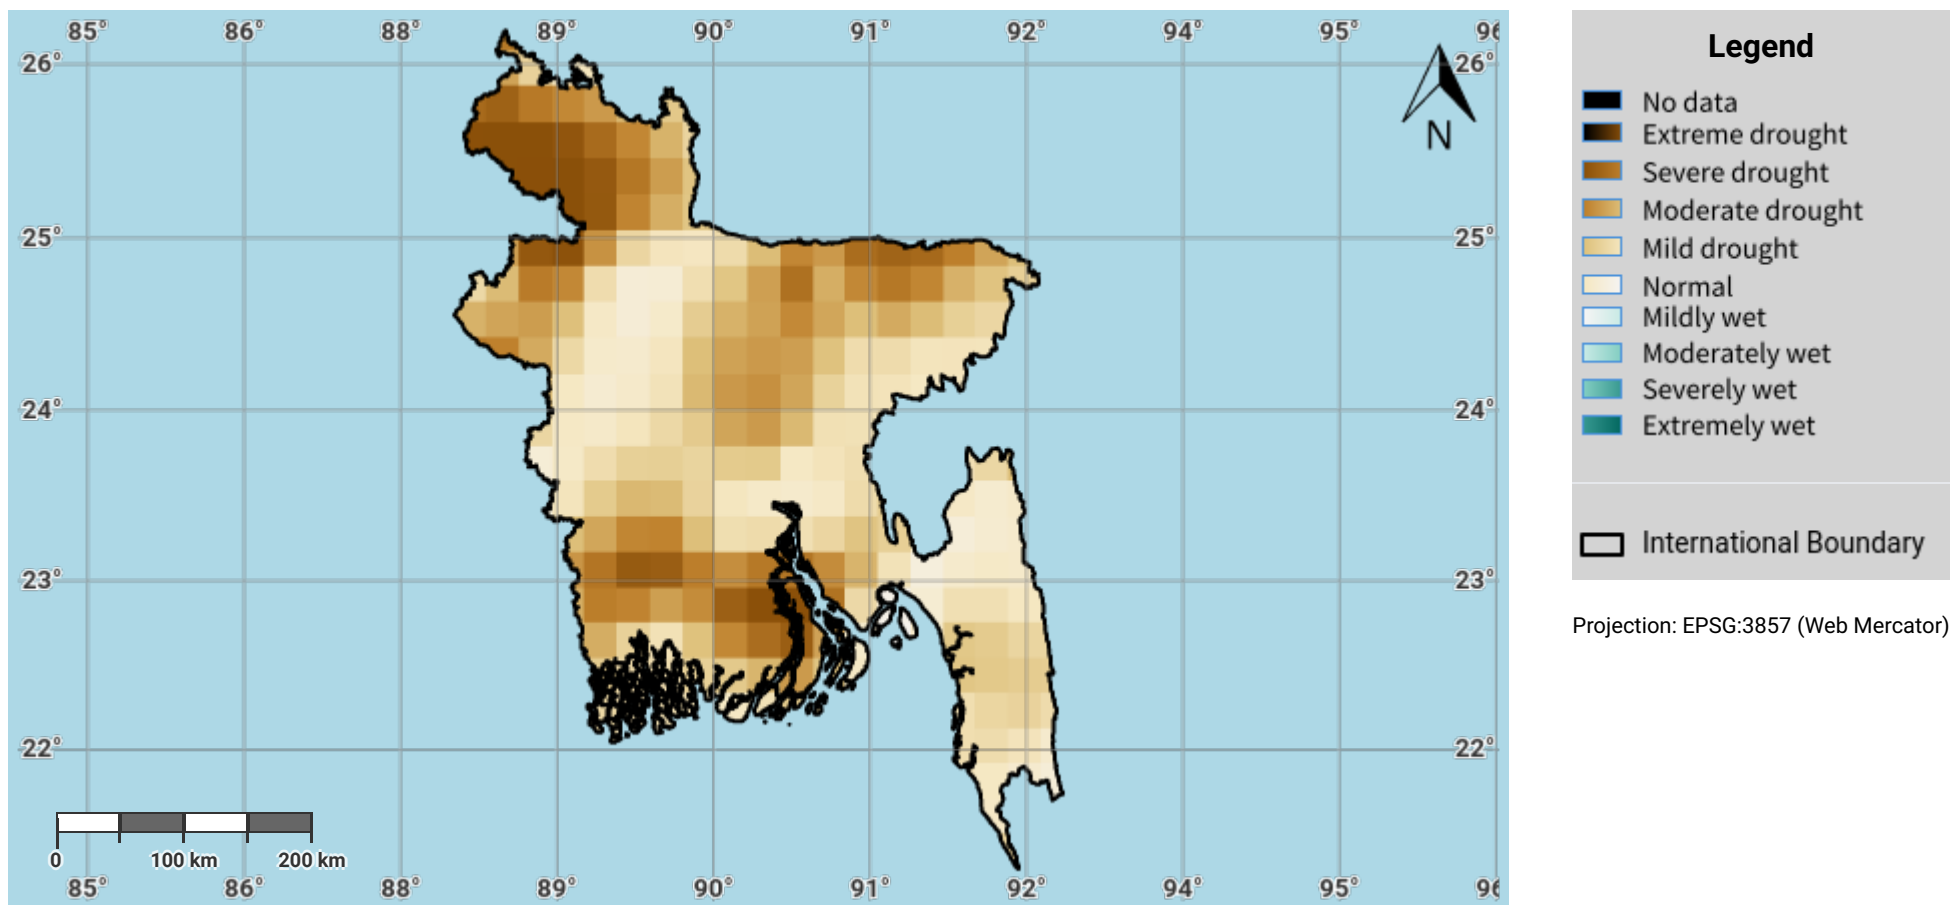 85° 86° 88° 89° 90° 91° 92° 94° 95° 96
26° 26°
25° 25°
24° 24°
23° 23°
22° 22°
N
0 100 km 200 km
85° 86° 88° 89° 90° 91° 92° 94° 95° 96
Legend
No data
Extreme drought
Severe drought
Moderate drought
Mild drought
Normal
Mildly wet
Moderately wet
Severely wet
Extremely wet
International Boundary
Projection: EPSG:3857 (Web Mercator)